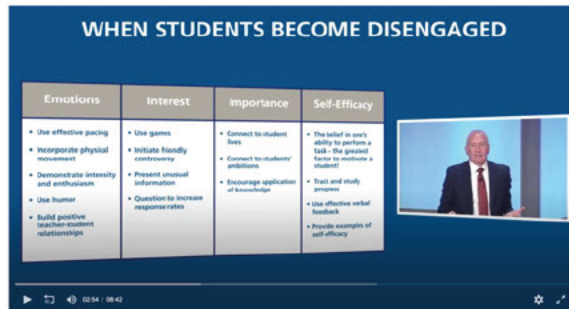 WHEN STUDENTS BECOME DISENGAGED
Emotions
• Use effective pacing
• Incorporate physical
movement
• Demonstrate intensity
and enthusiasm
• Use humor
• Build positive
teacher-student
relationships
Interest
• Use games
• Initiate friendly
controversy
• Present unusual
information
• Question to increase
response rates
Importance
• Connect to student
lives
• Connect to students'
ambitions
• Encourage application
of knowledge
Self-Efficacy
• The belief in one's
ability to perform a
task - the greatest
factor to motivate a
student!
• Track and study
progress
• Use effective verbal
feedback
• Provide examples of
self-efficacy
02:54 / 08:42